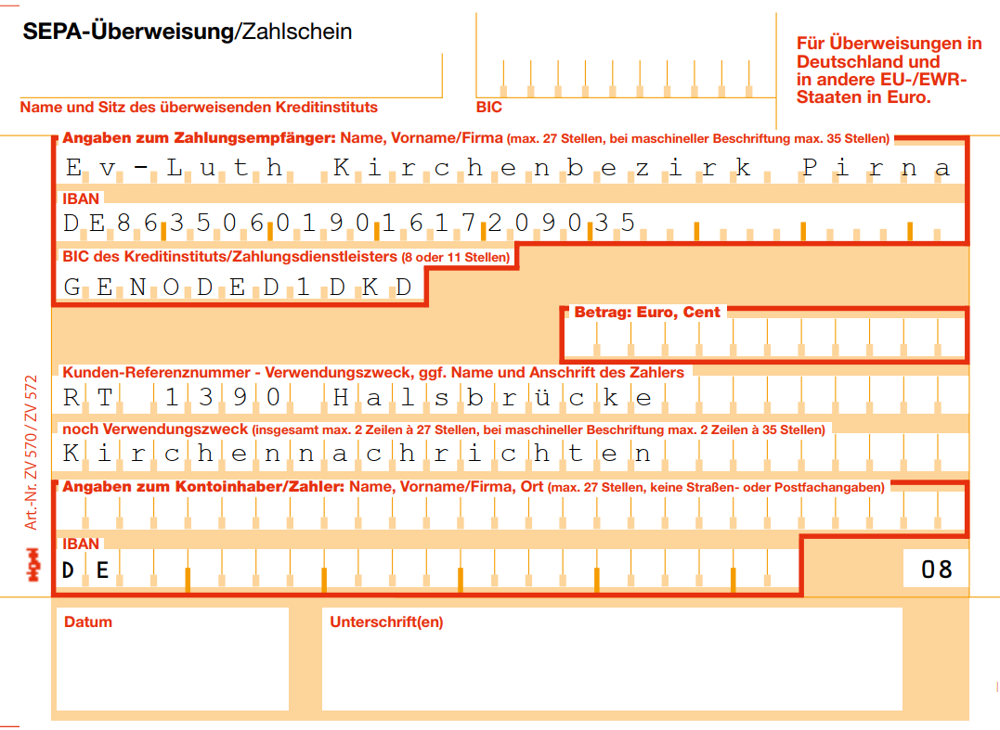 SEPA-Überweisung/Zahlschein
Für Überweisungen in
Deutschland und
in andere EU-/EWR-
Staaten in Euro.
Name und Sitz des überweisenden Kreditinstituts
BIC
Angaben zum Zahlungsempfänger: Name, Vorname/Firma (max. 27 Stellen, bei maschineller Beschriftung max. 35 Stellen)
Ev-Luth Kirchenbezirk Pirna
IBAN
DE86350601901617209035
BIC des Kreditinstituts/Zahlungsdienstleisters (8 oder 11 Stellen)
GENODED1DKD
Betrag: Euro, Cent
Kunden-Referenznummer - Verwendungszweck, ggf. Name und Anschrift des Zahlers
RT 1390 Halsbrücke
noch Verwendungszweck (insgesamt max. 2 Zeilen à 27 Stellen, bei maschineller Beschriftung max. 2 Zeilen à 35 Stellen)
Kirchennachrichten
Angaben zum Kontoinhaber/Zahler: Name, Vorname/Firma, Ort (max. 27 Stellen, keine Straßen- oder Postfachangaben)
IBAN
DE
08
Datum
Unterschrift(en)
Art.-Nr. ZV 570 / ZV 572